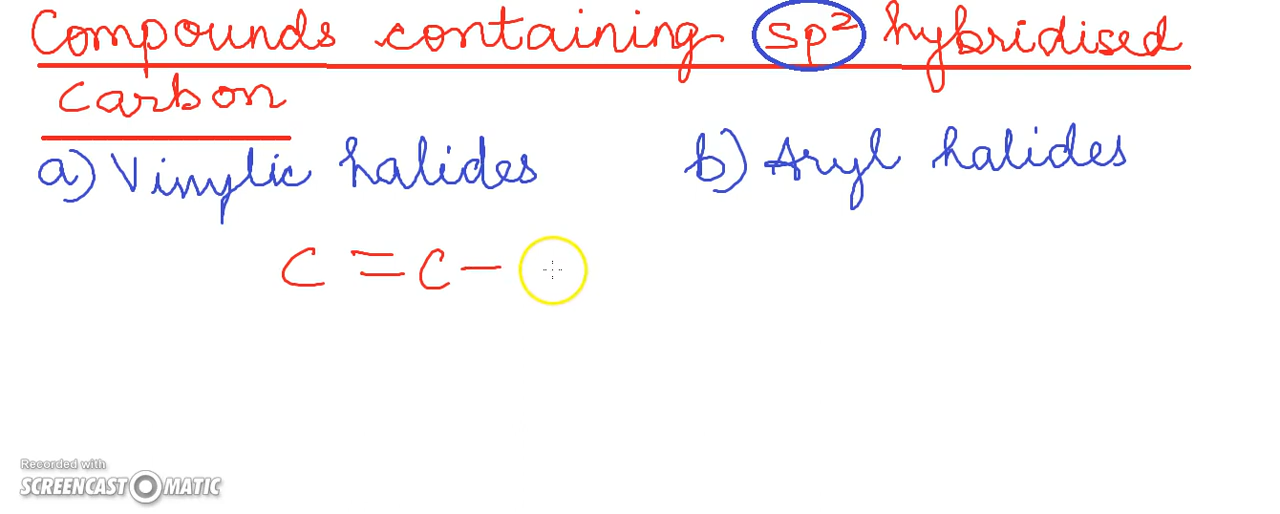 Compounds containing sp² hybridised
carbon
a) Vinylic halides b) Aryl halides
C = C -
Recorded with
SCREENCAST MATIC